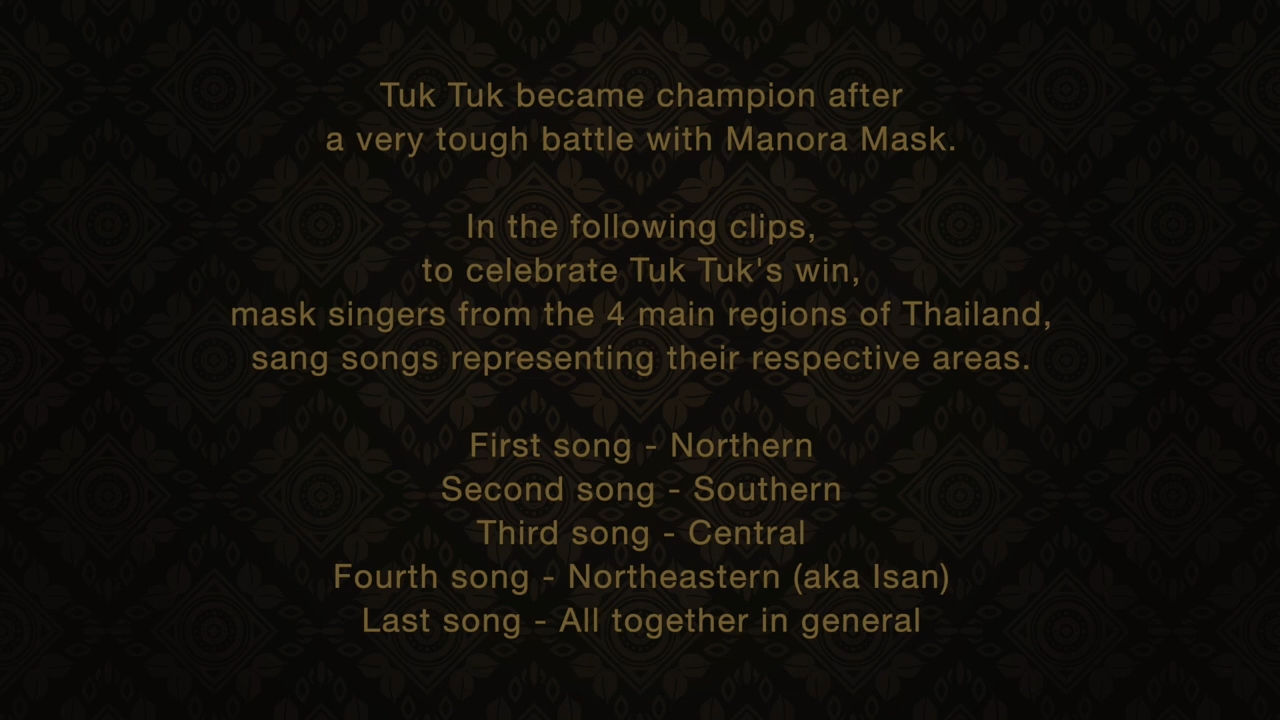 Tuk Tuk became champion after
a very tough battle with Manora Mask.
In the following clips,
to celebrate Tuk Tuk's win,
mask singers from the 4 main regions of Thailand,
sang songs representing their respective areas.
First song - Northern
Second song - Southern
Third song - Central
Fourth song - Northeastern (aka Isan)
Last song - All together in general